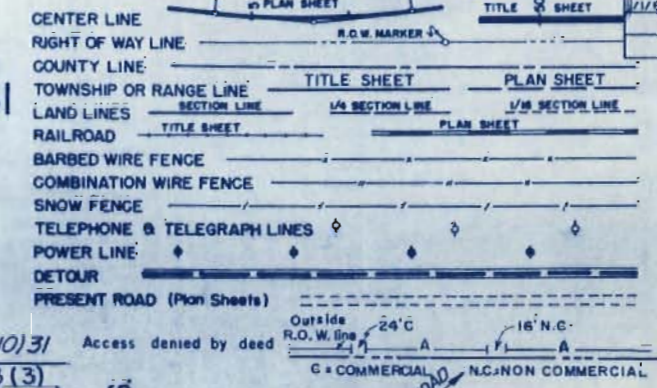 PLAN SHEET TITLE SHEET
CENTER LINE
RIGHT OF WAY LINE R.O.W. MARKER
COUNTY LINE
TOWNSHIP OR RANGE LINE TITLE SHEET PLAN SHEET
LAND LINES SECTION LINE 1/4 SECTION LINE 1/16 SECTION LINE
RAILROAD TITLE SHEET PLAN SHEET
BARBED WIRE FENCE
COMBINATION WIRE FENCE
SNOW FENCE
TELEPHONE & TELEGRAPH LINES
POWER LINE
DETOUR
PRESENT ROAD (Plan Sheets)
Outside
0)31 Access denied by deed R.O.W. line 24' C A 16' N.C. A
(3) C = COMMERCIAL N.C. = NON COMMERCIAL
ROAD